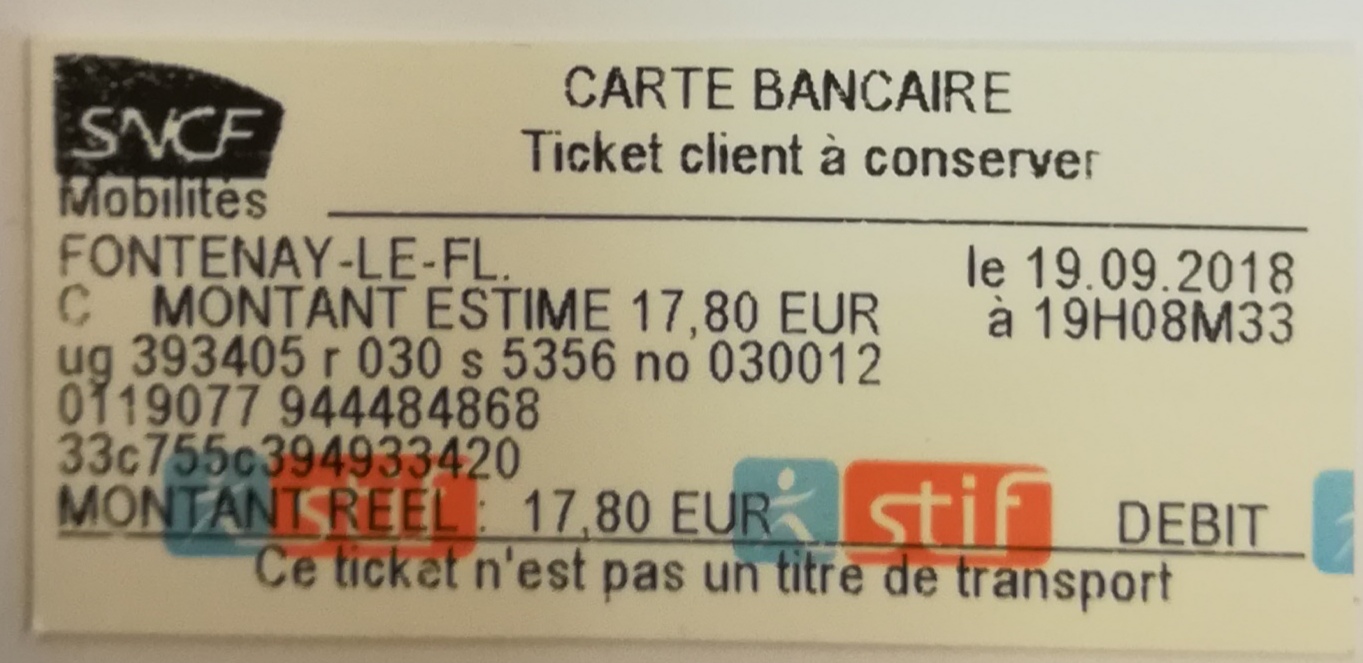 SNCF
Mobilités
CARTE BANCAIRE
Ticket client à conserver
FONTENAY-LE-FL.
le 19.09.2018
C MONTANT ESTIME 17,80 EUR
à 19H08M33
ug 393405 r 030 s 5356 no 030012
0119077 944484868
33c755c394933420
stif stif
MONTANT REEL : 17,80 EUR DEBIT
Ce ticket n'est pas un titre de transport